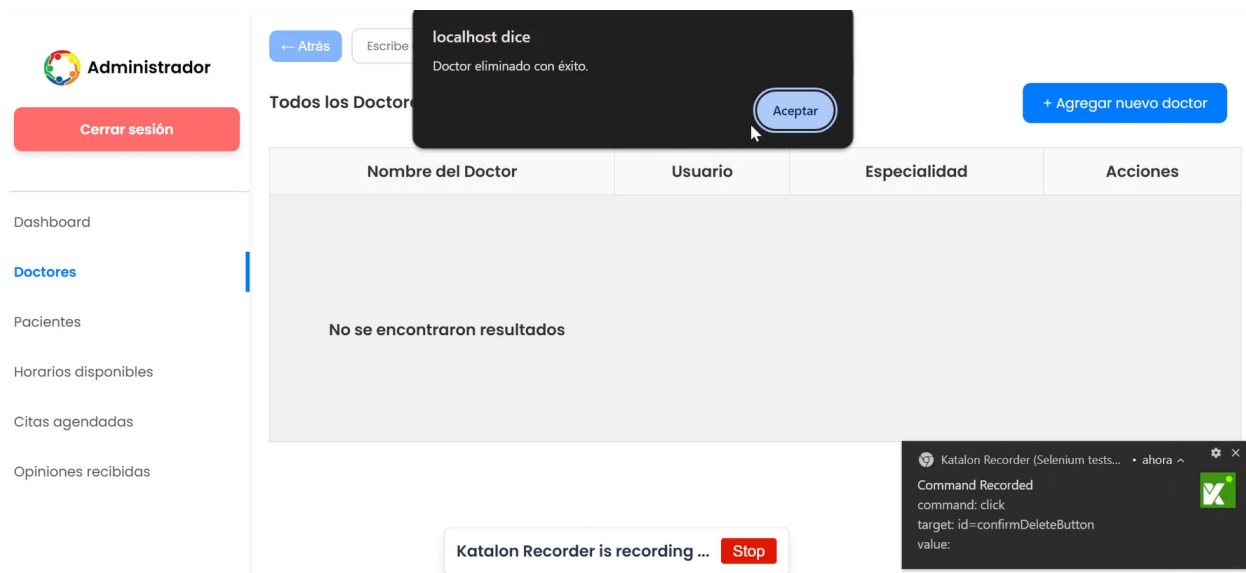 Administrador
Cerrar sesión
Dashboard
Doctores
Pacientes
Horarios disponibles
Citas agendadas
Opiniones recibidas
← Atrás
Escribe
localhost dice
Doctor eliminado con éxito.
Aceptar
Todos los Doctor
+ Agregar nuevo doctor
Nombre del Doctor Usuario Especialidad Acciones
No se encontraron resultados
Katalon Recorder is recording ... Stop
Katalon Recorder (Selenium tests... • ahora
Command Recorded
command: click
target: id=confirmDeleteButton
value: